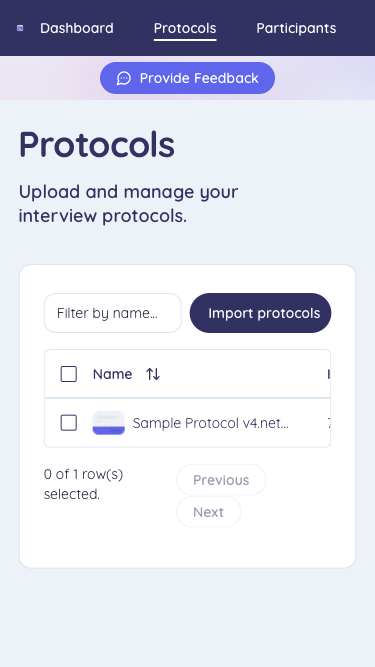 Dashboard Protocols Participants
Provide Feedback
Protocols
Upload and manage your
interview protocols.
Filter by name... Import protocols
Name
Sample Protocol v4.net...
0 of 1 row(s)
selected.
Previous
Next